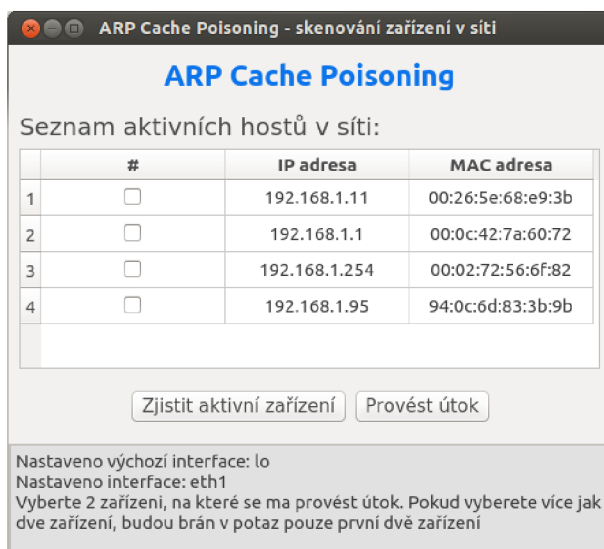 ARP Cache Poisoning - skenování zařízení v síti
ARP Cache Poisoning
Seznam aktivních hostů v síti:
# IP adresa MAC adresa
1 192.168.1.11 00:26:5e:68:e9:3b
2 192.168.1.1 00:0c:42:7a:60:72
3 192.168.1.254 00:02:72:56:6f:82
4 192.168.1.95 94:0c:6d:83:3b:9b
Zjistit aktivní zařízení Provést útok
Nastaveno výchozí interface: lo
Nastaveno interface: eth1
Vyberte 2 zařízeni, na které se ma provést útok. Pokud vyberete více jak
dve zařízení, budou brán v potaz pouze první dvě zařízení